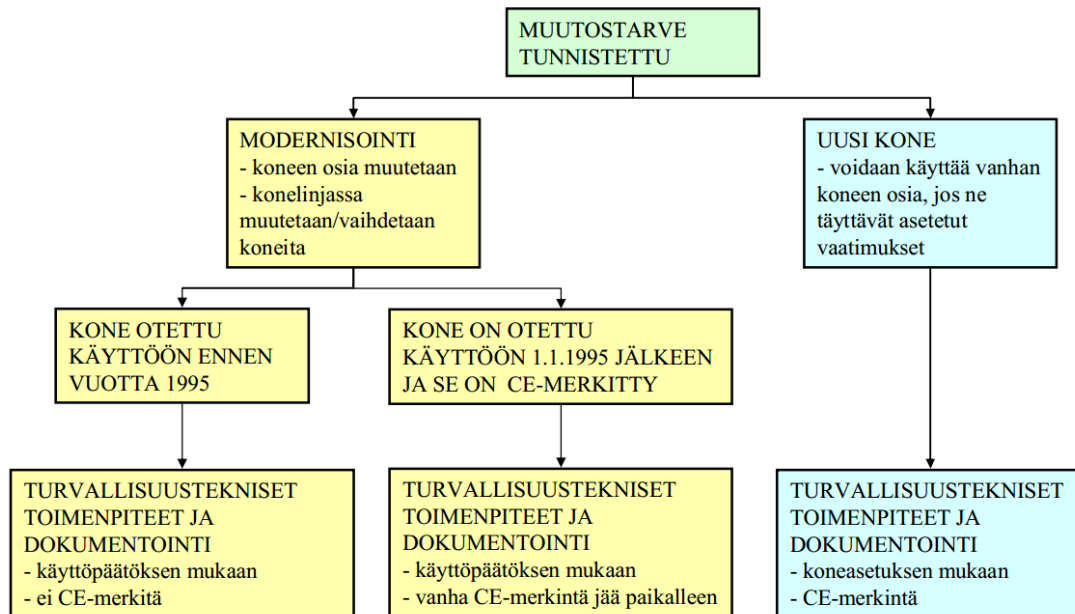 MUUTOSTARVE
TUNNISTETTU
MODERNISOINTI
- koneen osia muutetaan
- konelinjassa
muutetaan/vaihdetaan
koneita
UUSI KONE
- voidaan käyttää vanhan
koneen osia, jos ne
täyttävät asetetut
vaatimukset
KONE OTETTU
KÄYTTÖÖN ENNEN
VUOTTA 1995
KONE ON OTETTU
KÄYTTÖÖN 1.1.1995 JÄLKEEN
JA SE ON CE-MERKITTY
TURVALLISUUSTEKNISET
TOIMENPITEET JA
DOKUMENTOINTI
- käyttöpäätöksen mukaan
- ei CE-merkitä
TURVALLISUUSTEKNISET
TOIMENPITEET JA
DOKUMENTOINTI
- käyttöpäätöksen mukaan
- vanha CE-merkintä jää paikalleen
TURVALLISUUSTEKNISET
TOIMENPITEET JA
DOKUMENTOINTI
- koneasetuksen mukaan
- CE-merkintä